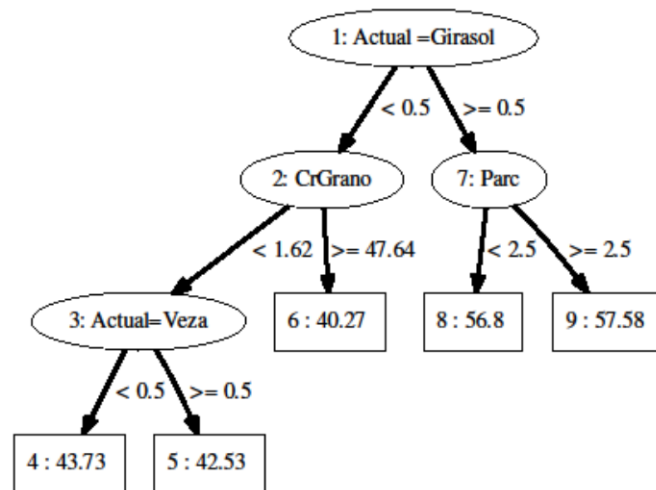 1: Actual =Girasol
< 0.5
>= 0.5
2: CrGrano
7: Parc
< 1.62
>= 47.64
< 2.5
>= 2.5
3: Actual=Veza
6 : 40.27
8 : 56.8
9 : 57.58
< 0.5
>= 0.5
4 : 43.73
5 : 42.53